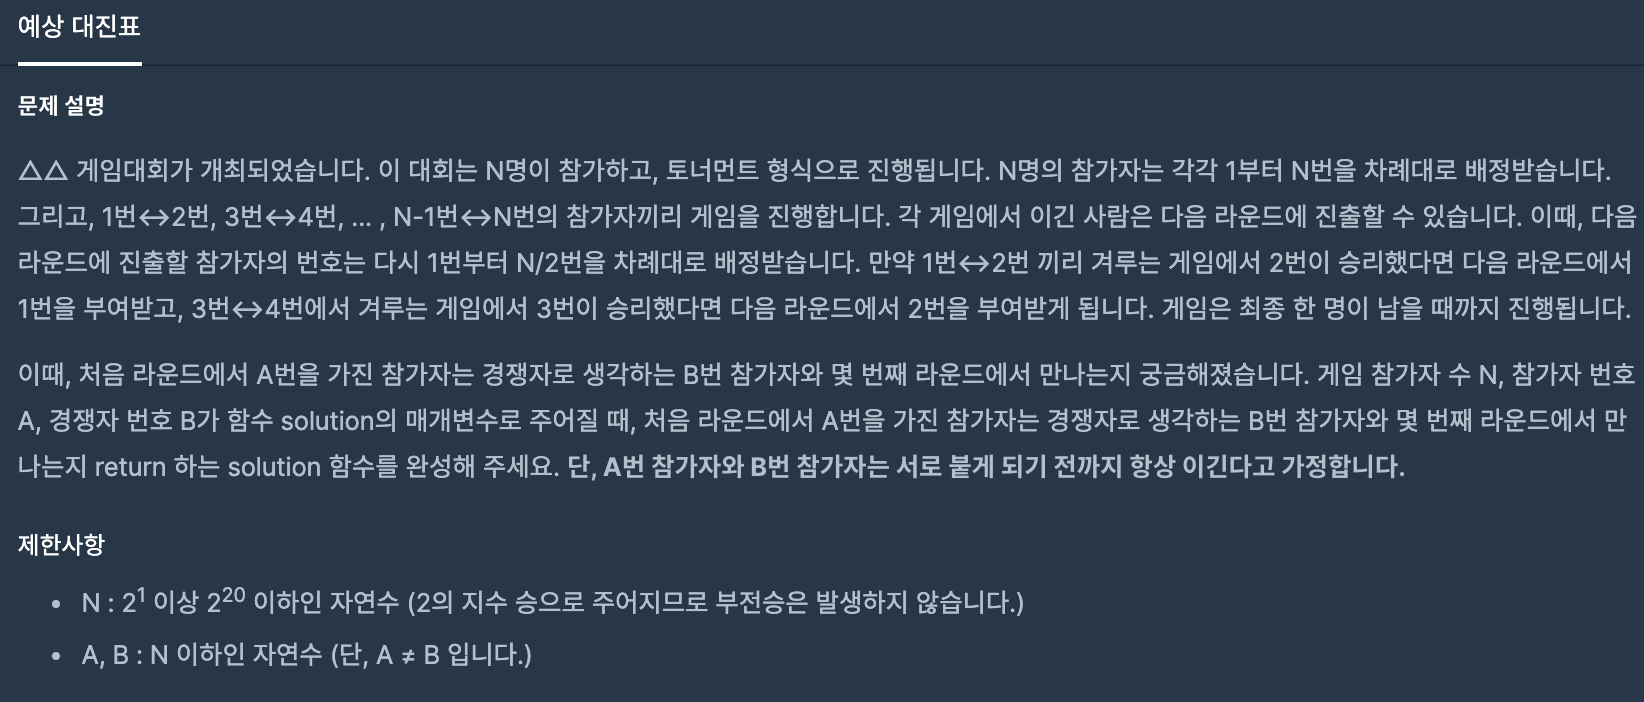 예상 대진표
문제 설명
△△ 게임대회가 개최되었습니다. 이 대회는 N명이 참가하고, 토너먼트 형식으로 진행됩니다. N명의 참가자는 각각 1부터 N번을 차례대로 배정받습니다.
그리고, 1번↔2번, 3번↔4번, ... , N-1번↔N번의 참가자끼리 게임을 진행합니다. 각 게임에서 이긴 사람은 다음 라운드에 진출할 수 있습니다. 이때, 다음
라운드에 진출할 참가자의 번호는 다시 1번부터 N/2번을 차례대로 배정받습니다. 만약 1번↔2번 끼리 겨루는 게임에서 2번이 승리했다면 다음 라운드에서
1번을 부여받고, 3번↔4번에서 겨루는 게임에서 3번이 승리했다면 다음 라운드에서 2번을 부여받게 됩니다. 게임은 최종 한 명이 남을 때까지 진행됩니다.
이때, 처음 라운드에서 A번을 가진 참가자는 경쟁자로 생각하는 B번 참가자와 몇 번째 라운드에서 만나는지 궁금해졌습니다. 게임 참가자 수 N, 참가자 번호
A, 경쟁자 번호 B가 함수 solution의 매개변수로 주어질 때, 처음 라운드에서 A번을 가진 참가자는 경쟁자로 생각하는 B번 참가자와 몇 번째 라운드에서 만
나는지 return 하는 solution 함수를 완성해 주세요. 단, A번 참가자와 B번 참가자는 서로 붙게 되기 전까지 항상 이긴다고 가정합니다.
제한사항
• N : 2¹ 이상 2²⁰ 이하인 자연수 (2의 지수 승으로 주어지므로 부전승은 발생하지 않습니다.)
• A, B : N 이하인 자연수 (단, A ≠ B 입니다.)